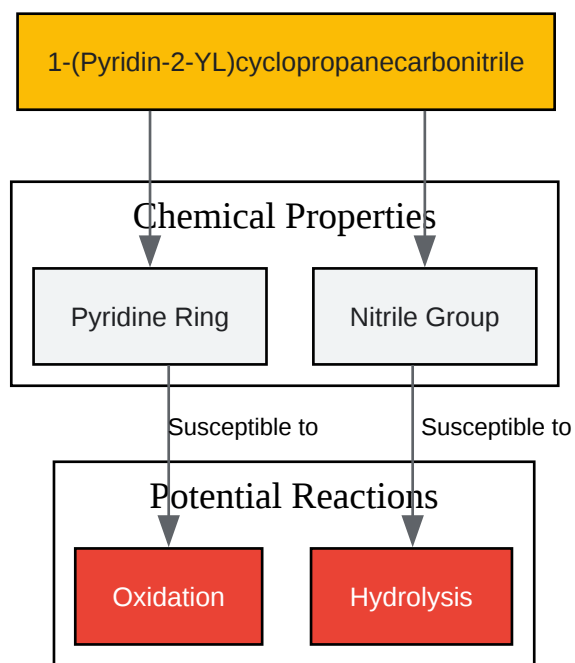 1-(Pyridin-2-YL)cyclopropanecarbonitrile
Chemical Properties
Pyridine Ring
Nitrile Group
Susceptible to
Susceptible to
Potential Reactions
Oxidation
Hydrolysis